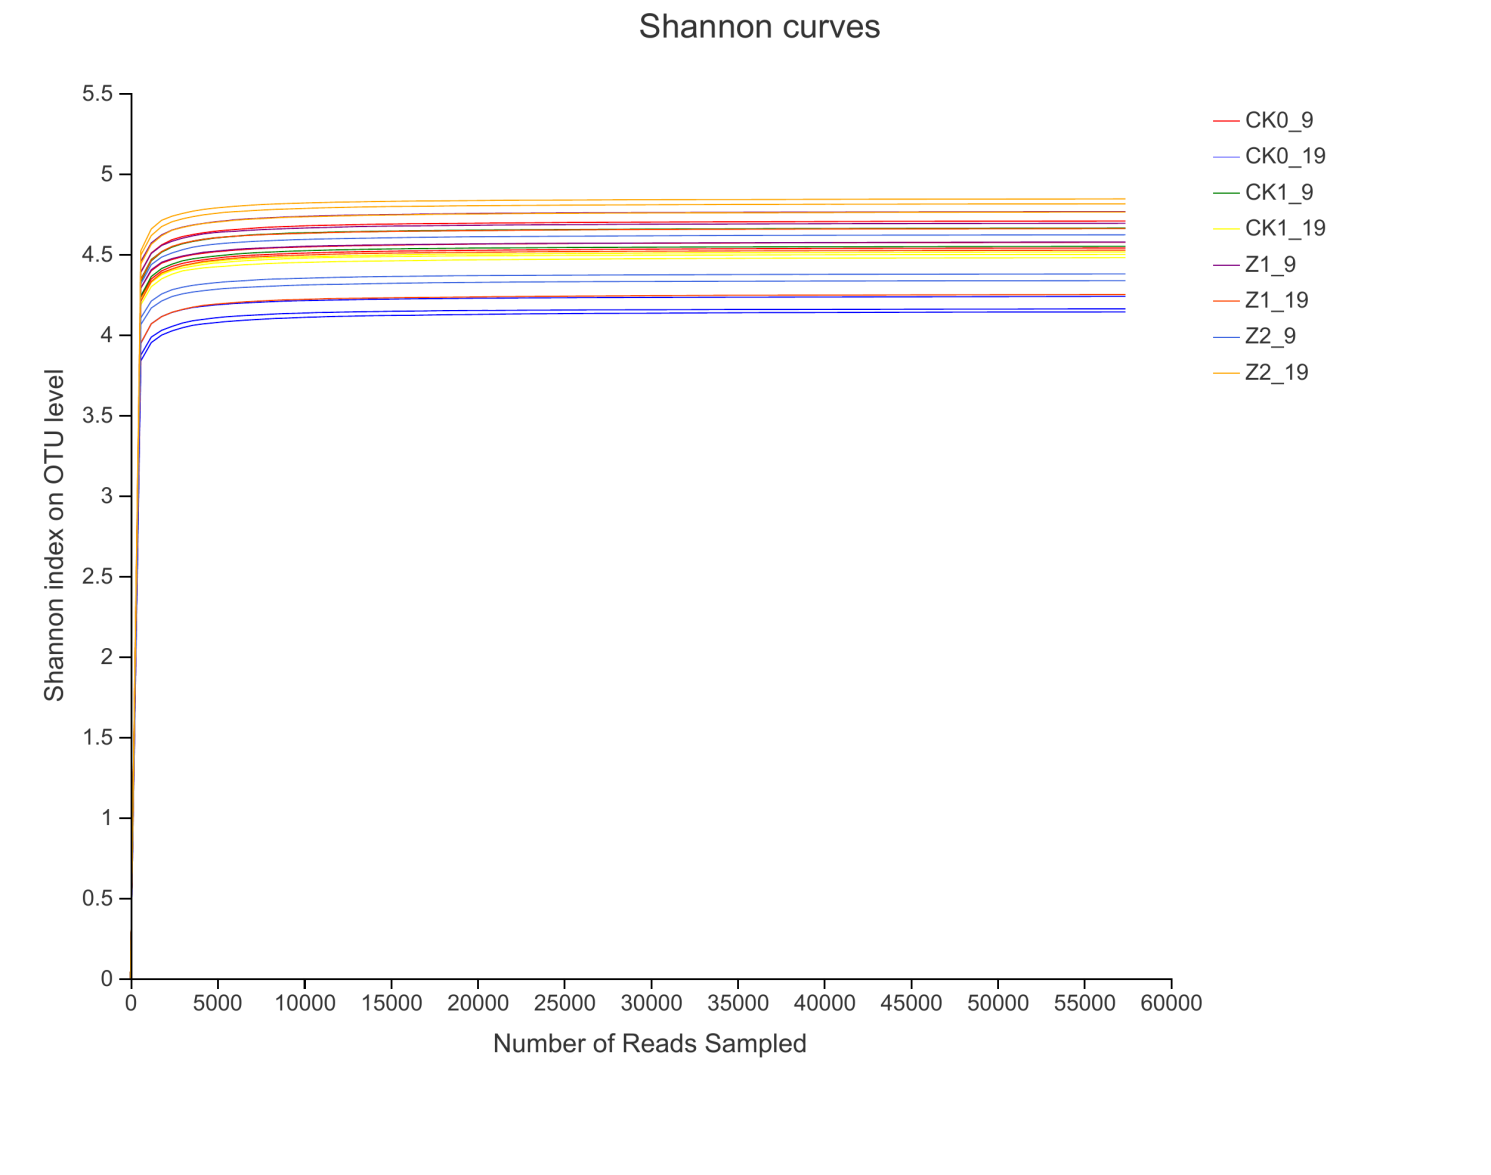 Shannon curves
5.5
5
4.5
4
3.5
3
2.5
2
1.5
1
0.5
0
Shannon index on OTU level
0 5000 10000 15000 20000 25000 30000 35000 40000 45000 50000 55000 60000
Number of Reads Sampled
CK0_9
CK0_19
CK1_9
CK1_19
Z1_9
Z1_19
Z2_9
Z2_19